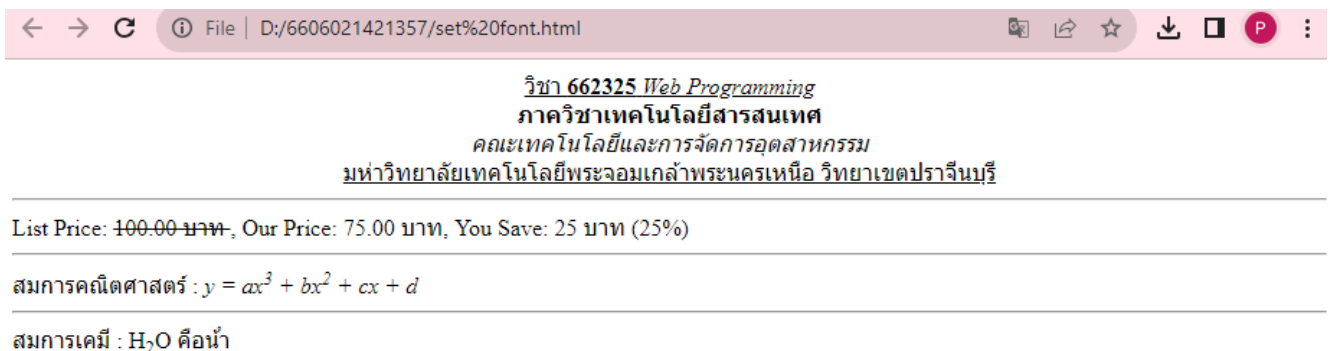 File D:/6606021421357/set%20font.html P
วิชา 662325 Web Programming
ภาควิชาเทคโนโลยีสารสนเทศ
คณะเทคโนโลยีและการจัดการอุตสาหกรรม
มหาวิทยาลัยเทคโนโลยีพระจอมเกล้าพระนครเหนือ วิทยาเขตปราจีนบุรี
List Price: 100.00 บาท , Our Price: 75.00 บาท, You Save: 25 บาท (25%)
สมการคณิตศาสตร์ : y = ax³ + bx² + cx + d
สมการเคมี : H₂O คือน้ำ